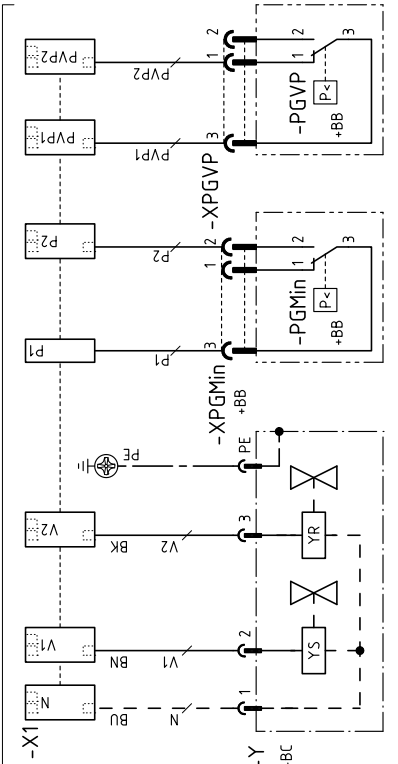 -X1
N
V1
V2
P1
P2
PVP1
PVP2
BU
N
BN
V1
BK
V2
PE
P1
P2
PVP1
PVP2
-Y
1
2
3
PE
-XPGMin
+BB
3
1
2
-XPGVP
3
1
2
YS
YR
-PGMin
+BB
P<
1
2
3
-PGVP
+BB
P<
1
2
3